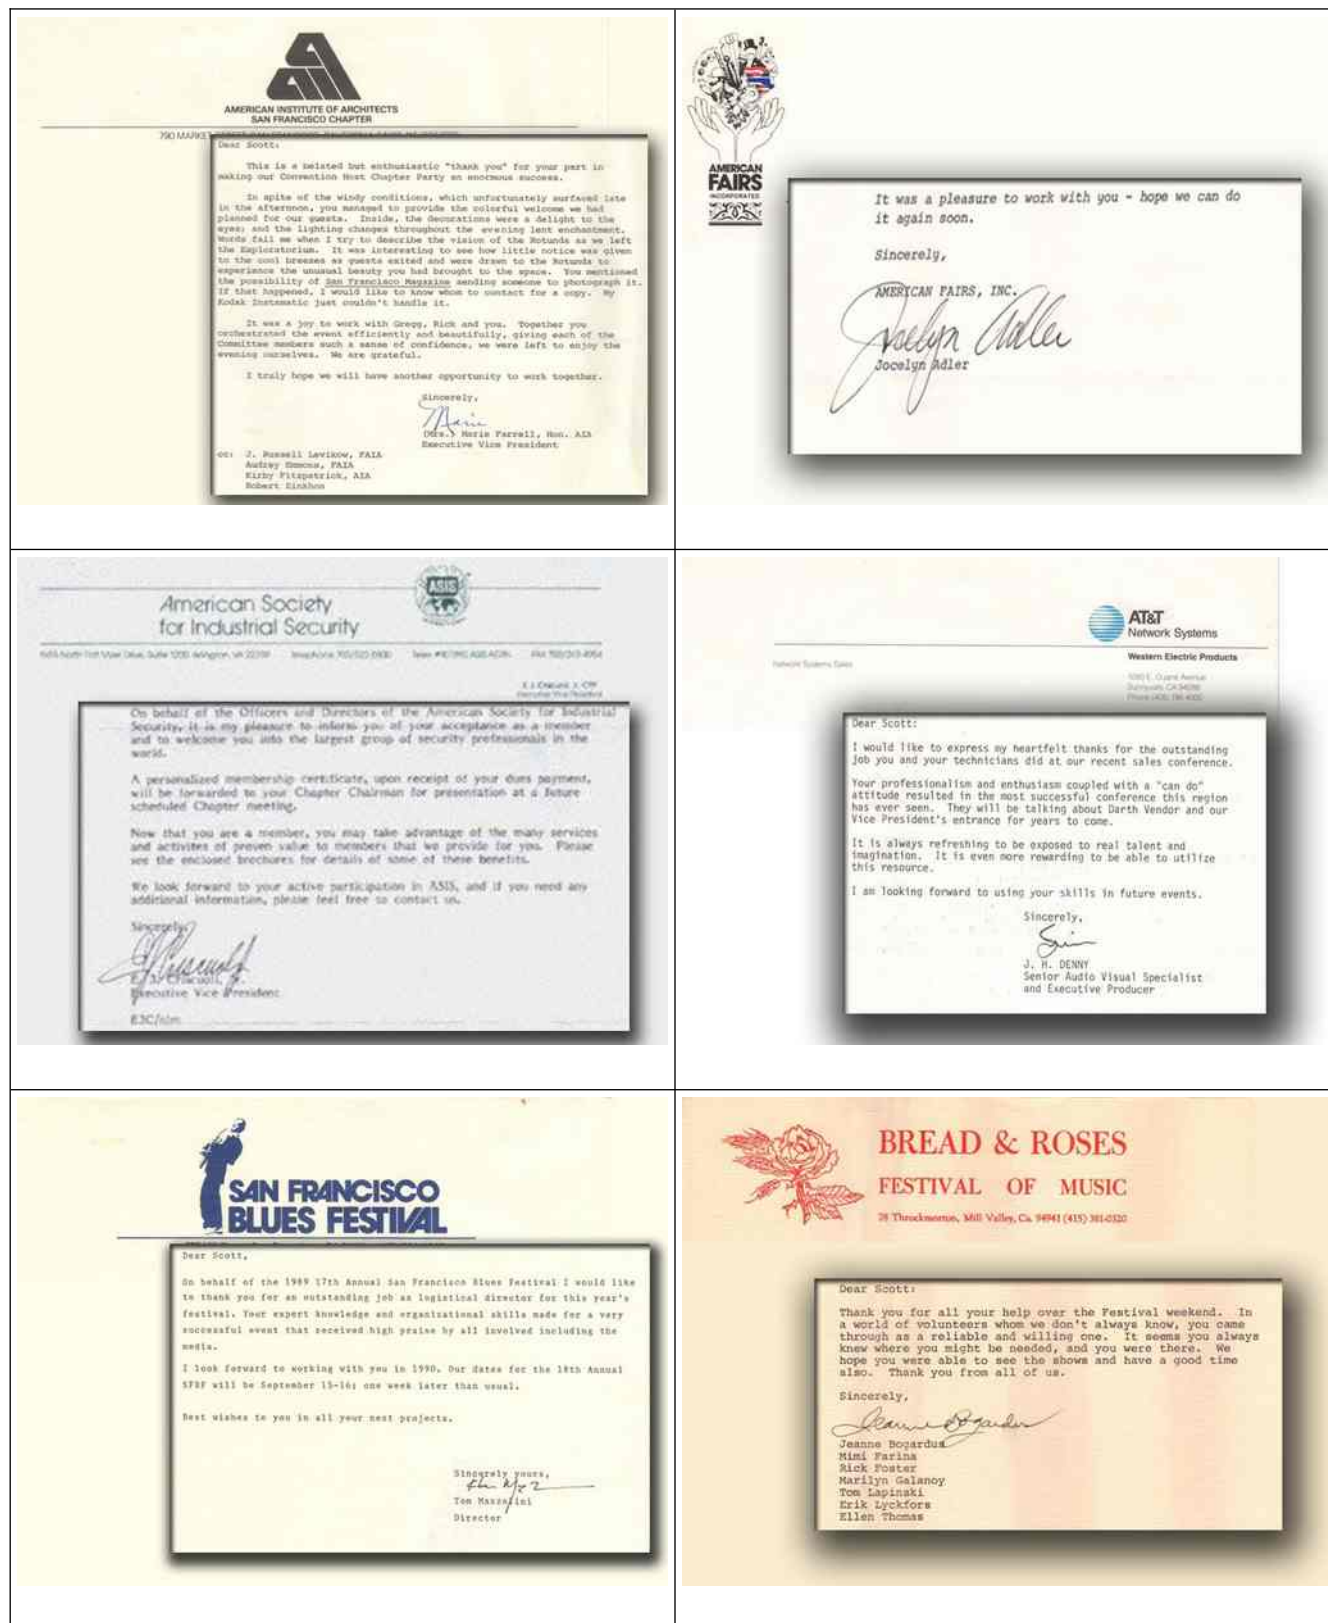 AMERICAN INSTITUTE OF ARCHITECTS
SAN FRANCISCO CHAPTER
790 MARKET
Dear Scott:
This is a belated but enthusiastic "thank you" for your part in
making our Convention Host Chapter Party an enormous success.
In spite of the windy conditions, which unfortunately surfaced late
in the afternoon, you managed to provide the colorful welcome we had
planned for our guests. Inside, the decorations were a delight to the
eyes; and the lighting changes throughout the evening lent enchantment.
Words fail me when I try to describe the vision of the Rotunda as we left
the Exploratorium. It was interesting to see how little notice was given
to the cool breezes as guests exited and were drawn to the Rotunda to
experience the unusual beauty you had brought to the space. You mentioned
the possibility of San Francisco Magazine sending someone to photograph it.
If that happened, I would like to know whom to contact for a copy. My
Kodak Instamatic just couldn't handle it.
It was a joy to work with Gregg, Rick and you. Together you
orchestrated the event efficiently and beautifully, giving each of the
Committee members such a sense of confidence, we were left to enjoy the
evening ourselves. We are grateful.
I truly hope we will have another opportunity to work together.
Sincerely,
Marie
(Mrs.) Marie Farrell, Hon. AIA
Executive Vice President
cc: J. Russell Levikow, FAIA
Audrey Emmons, FAIA
Kirby Fitzpatrick, AIA
Robert Sinkhon
AMERICAN
FAIRS
INCORPORATED
It was a pleasure to work with you - hope we can do
it again soon.
Sincerely,
AMERICAN FAIRS, INC.
Jocelyn Adler
Jocelyn Adler
ASIS
American Society
for Industrial Security
Executive Vice President
On behalf of the Officers and Directors of the American Society for Industrial
Security, it is my pleasure to inform you of your acceptance as a member
and to welcome you into the largest group of security professionals in the
world.
A personalized membership certificate, upon receipt of your dues payment,
will be forwarded to your Chapter Chairman for presentation at a future
scheduled Chapter meeting.
Now that you are a member, you may take advantage of the many services
and activites of proven value to members that we provide for you. Please
see the enclosed brochures for details of some of these benefits.
We look forward to your active participation in ASIS, and if you need any
additional information, please feel free to contact us.
Sincerely,
E. J. Criscuoli, Jr.
Executive Vice President
AT&T
Network Systems
Western Electric Products
Network Systems Sales
Dear Scott:
I would like to express my heartfelt thanks for the outstanding
job you and your technicians did at our recent sales conference.
Your professionalism and enthusiasm coupled with a "can do"
attitude resulted in the most successful conference this region
has ever seen. They will be talking about Darth Vendor and our
Vice President's entrance for years to come.
It is always refreshing to be exposed to real talent and
imagination. It is even more rewarding to be able to utilize
this resource.
I am looking forward to using your skills in future events.
Sincerely,
J. H. DENNY
Senior Audio Visual Specialist
and Executive Producer
SAN FRANCISCO
BLUES FESTIVAL
Dear Scott,
On behalf of the 1989 17th Annual San Francisco Blues Festival I would like
to thank you for an outstanding job as logistical director for this year's
festival. Your expert knowledge and organizational skills made for a very
successful event that received high praise by all involved including the
media.
I look forward to working with you in 1990. Our dates for the 18th Annual
SFBF will be September 15-16; one week later than usual.
Best wishes to you in all your next projects.
Sincerely yours,
Tom Mazzolini
Director
BREAD & ROSES
FESTIVAL OF MUSIC
28 Throckmorton, Mill Valley, Ca. 94941 (415) 381-0320
Dear Scott:
Thank you for all your help over the Festival weekend. In
a world of volunteers whom we don't always know, you came
through as a reliable and willing one. It seems you always
knew where you might be needed, and you were there. We
hope you were able to see the shows and have a good time
also. Thank you from all of us.
Sincerely,
Jeanne Bogardus
Jeanne Bogardus
Mimi Farina
Rick Foster
Marilyn Galanoy
Tom Lapinski
Erik Lyckfors
Ellen Thomas